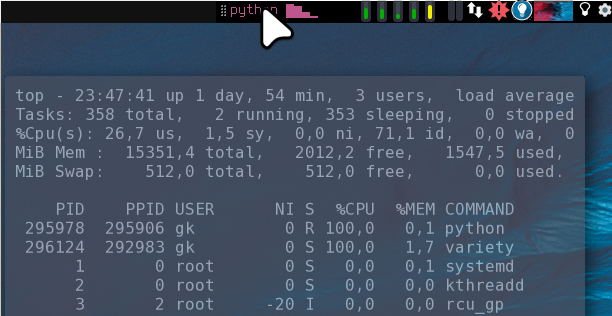 python
top - 23:47:41 up 1 day, 54 min,  3 users,  load average
Tasks: 358 total,   2 running, 353 sleeping,   0 stopped
%Cpu(s): 26,7 us,  1,5 sy,  0,0 ni, 71,1 id,  0,0 wa,  0
MiB Mem :  15351,4 total,   2012,2 free,   1547,5 used,
MiB Swap:    512,0 total,    512,0 free,      0,0 used.
PID    PPID USER      NI S  %CPU  %MEM COMMAND
295978  295906 gk         0 R 100,0   0,1 python
296124  292983 gk         0 S 100,0   1,7 variety
1       0 root       0 S   0,0   0,1 systemd
2       0 root       0 S   0,0   0,0 kthreadd
3       2 root     -20 I   0,0   0,0 rcu_gp